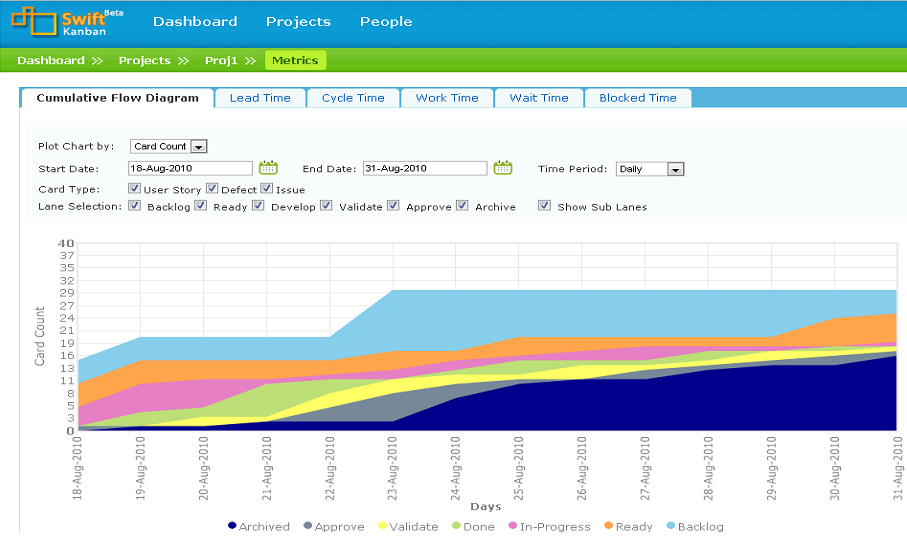 Swift Beta
Kanban
Dashboard Projects People
Dashboard >> Projects >> Proj1 >> Metrics
Cumulative Flow Diagram Lead Time Cycle Time Work Time Wait Time Blocked Time
Plot Chart by: Card Count
Start Date: 18-Aug-2010 End Date: 31-Aug-2010 Time Period: Daily
Card Type: User Story Defect Issue
Lane Selection: Backlog Ready Develop Validate Approve Archive Show Sub Lanes
40
37
35
32
29
27
24
21
19
16
13
11
8
5
3
0
Card Count
18-Aug-2010
19-Aug-2010
20-Aug-2010
21-Aug-2010
22-Aug-2010
23-Aug-2010
24-Aug-2010
25-Aug-2010
26-Aug-2010
27-Aug-2010
28-Aug-2010
29-Aug-2010
30-Aug-2010
31-Aug-2010
Days
Archived Approve Validate Done In-Progress Ready Backlog